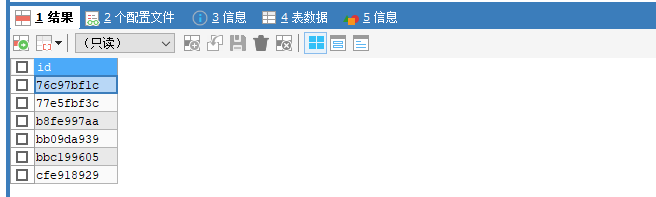 1 结果 2 个配置文件 3 信息 4 表数据 5 信息
（只读）
id
76c97bf1c
77e5fbf3c
b8fe997aa
bb09da939
bbc199605
cfe918929